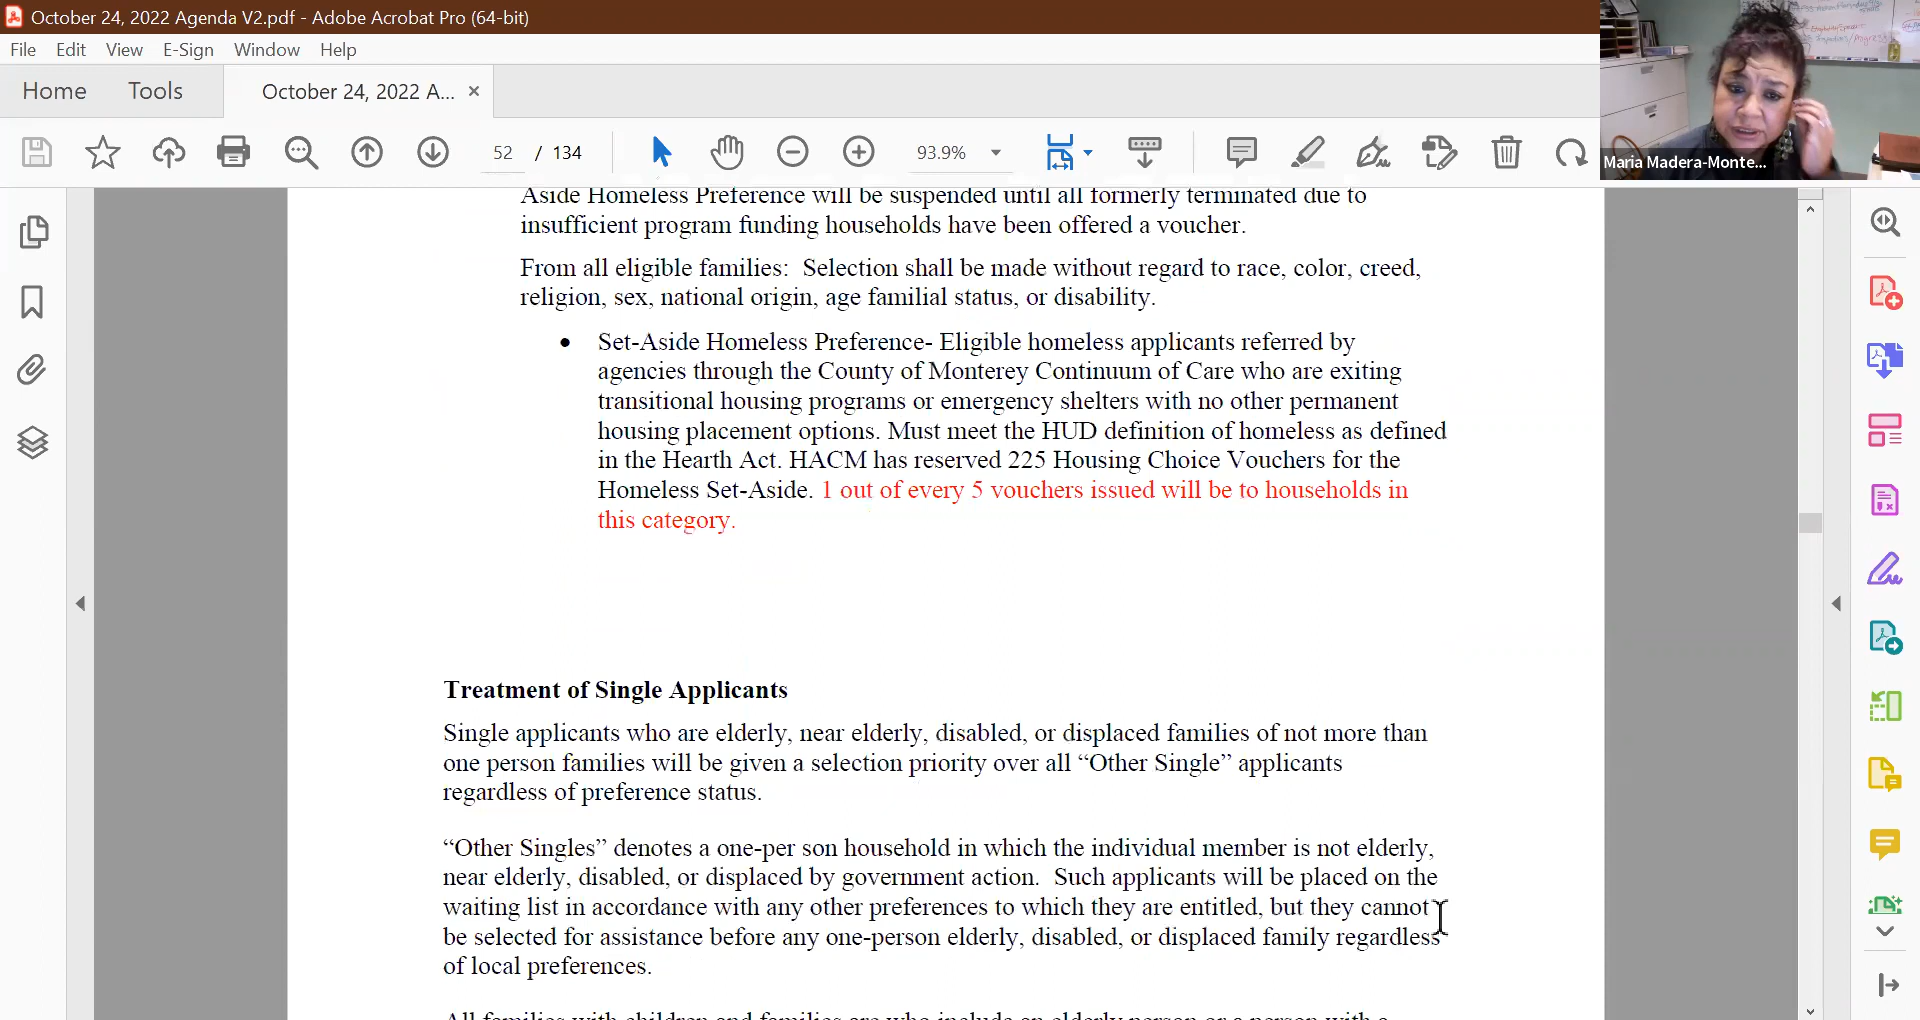 October 24, 2022 Agenda V2.pdf - Adobe Acrobat Pro (64-bit)
File Edit View E-Sign Window Help
Home Tools October 24, 2022 A... ×
52 / 134 93.9%
Maria Madera-Monte...
Aside Homeless Preference will be suspended until all formerly terminated due to
insufficient program funding households have been offered a voucher.
From all eligible families: Selection shall be made without regard to race, color, creed,
religion, sex, national origin, age familial status, or disability.
• Set-Aside Homeless Preference- Eligible homeless applicants referred by
agencies through the County of Monterey Continuum of Care who are exiting
transitional housing programs or emergency shelters with no other permanent
housing placement options. Must meet the HUD definition of homeless as defined
in the Hearth Act. HACM has reserved 225 Housing Choice Vouchers for the
Homeless Set-Aside. 1 out of every 5 vouchers issued will be to households in
this category.
Treatment of Single Applicants
Single applicants who are elderly, near elderly, disabled, or displaced families of not more than
one person families will be given a selection priority over all “Other Single” applicants
regardless of preference status.
“Other Singles” denotes a one-per son household in which the individual member is not elderly,
near elderly, disabled, or displaced by government action. Such applicants will be placed on the
waiting list in accordance with any other preferences to which they are entitled, but they cannot
be selected for assistance before any one-person elderly, disabled, or displaced family regardless
of local preferences.
All families with children and families are who include an elderly person or a person with a